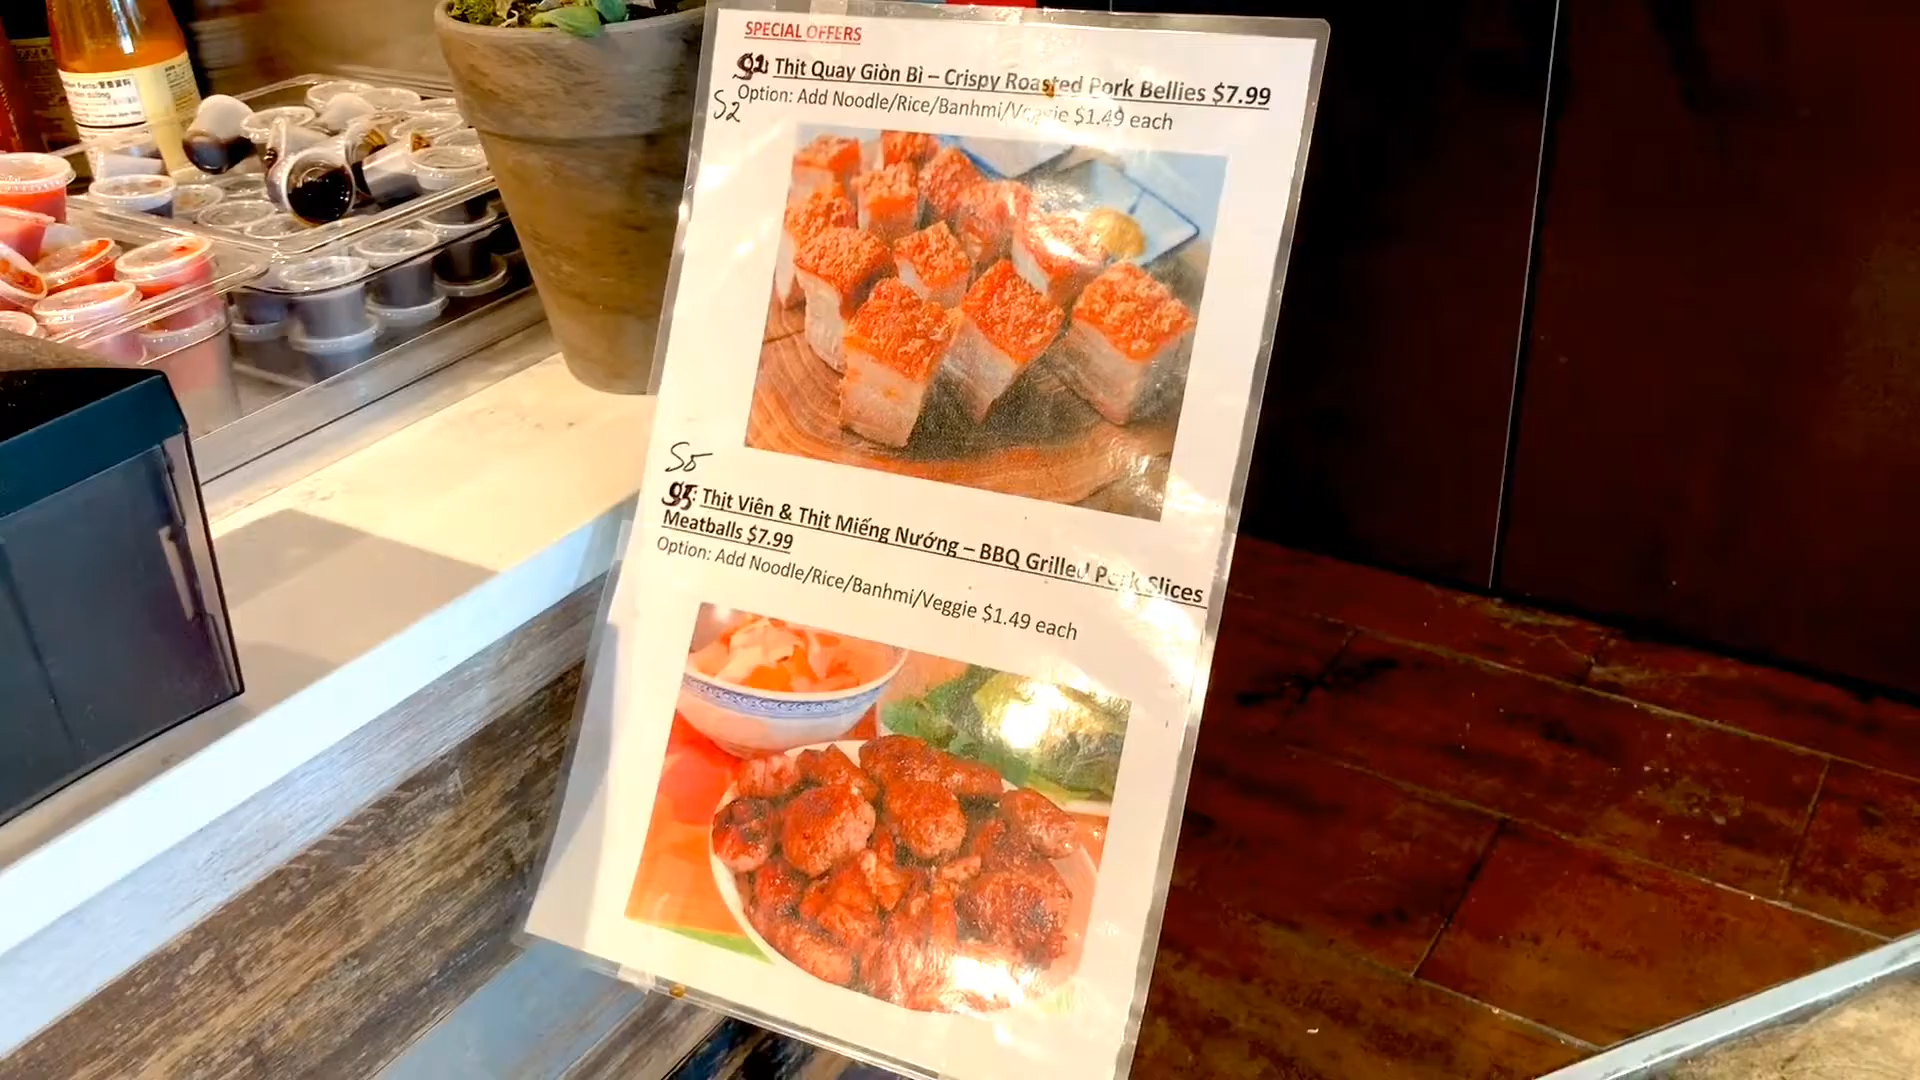 SPECIAL OFFERS
Thịt Quay Giòn Bì – Crispy Roasted Pork Bellies $7.99
S2
Option: Add Noodle/Rice/Banhmi/Veggie $1.49 each
S5
Thịt Viên & Thịt Miếng Nướng – BBQ Grilled Pork Slices
Meatballs $7.99
Option: Add Noodle/Rice/Banhmi/Veggie $1.49 each